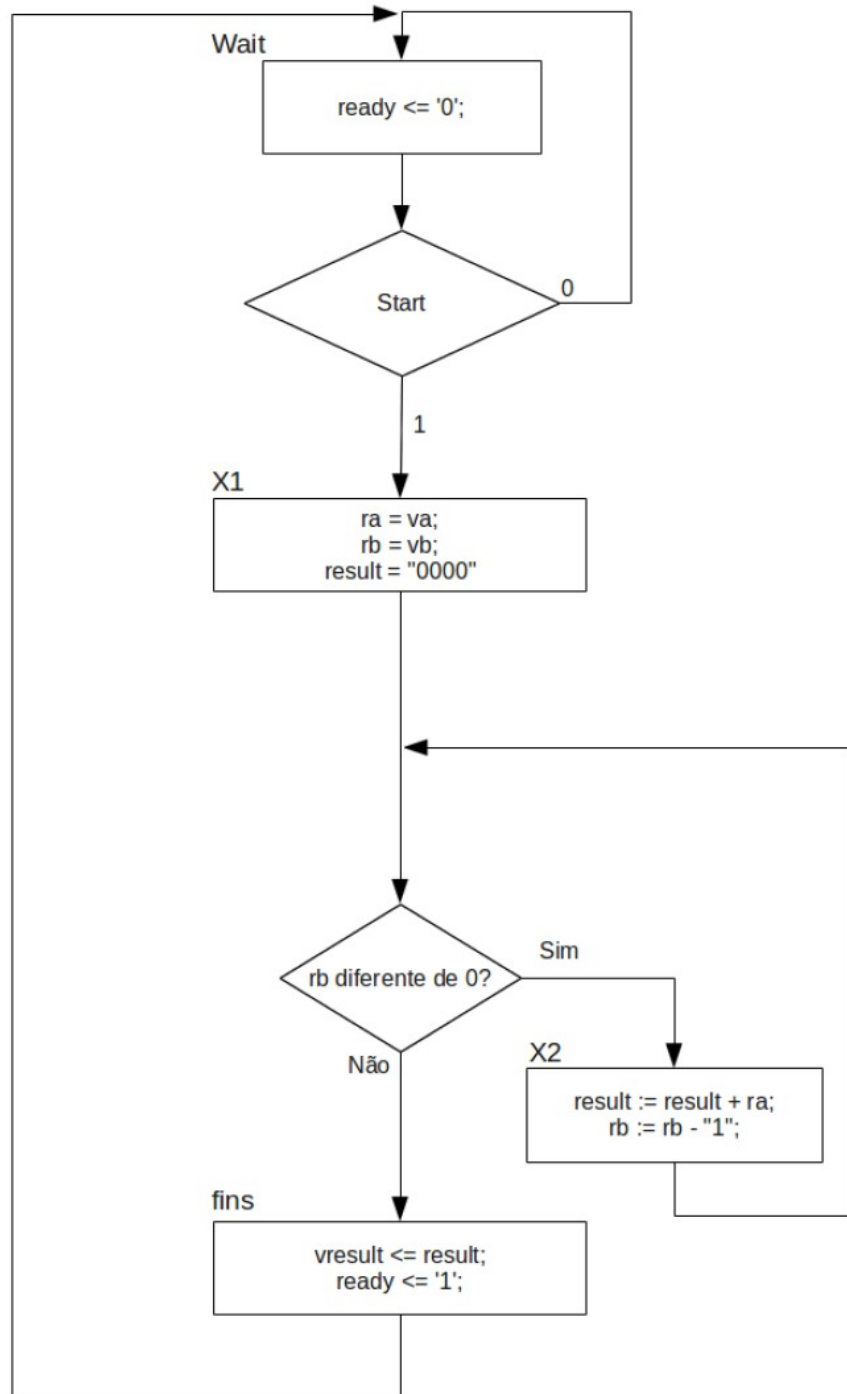 Wait
ready <= '0';
Start
0
1
X1
ra = va;
rb = vb;
result = "0000"
rb diferente de 0?
Sim
Não
X2
result := result + ra;
rb := rb - "1";
fins
vresult <= result;
ready <= '1';